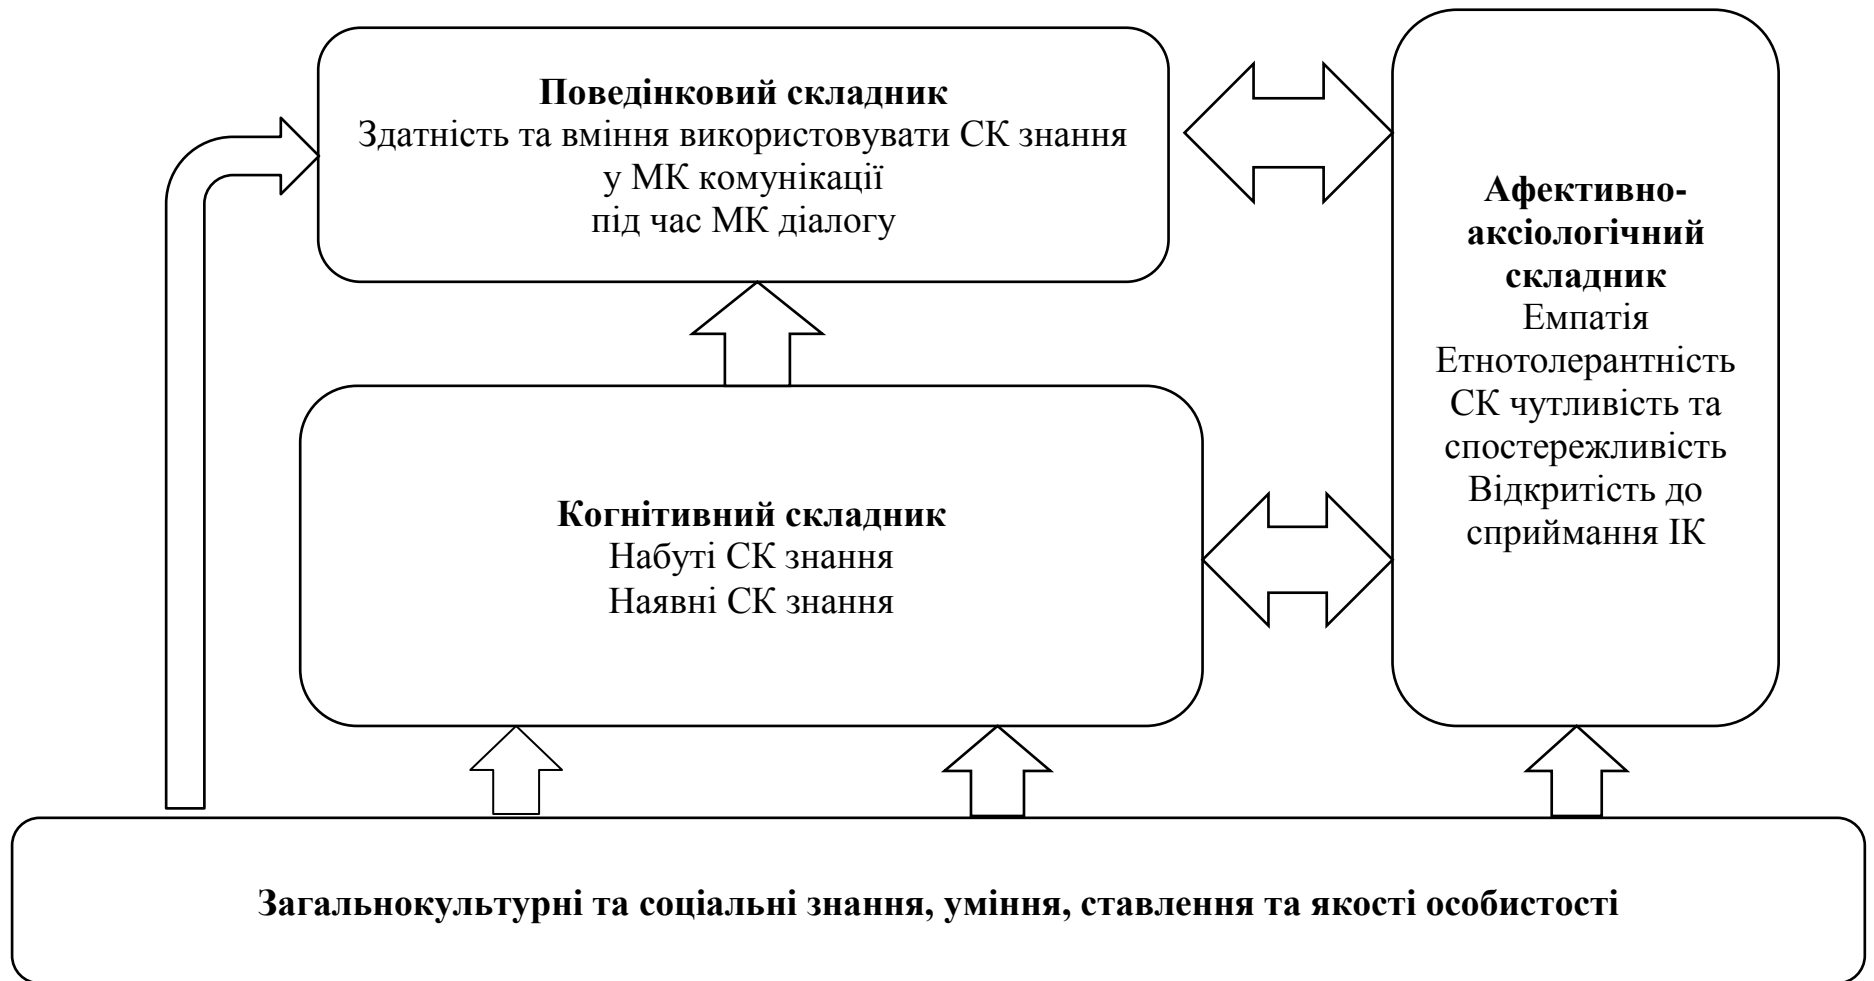 Поведінковий складник
Здатність та вміння використовувати СК знання
у МК комунікації
під час МК діалогу
Афективно-
аксіологічний
складник
Емпатія
Етнотолерантність
СК чутливість та
спостережливість
Відкритість до
сприймання ІК
Когнітивний складник
Набуті СК знання
Наявні СК знання
Загальнокультурні та соціальні знання, уміння, ставлення та якості особистості